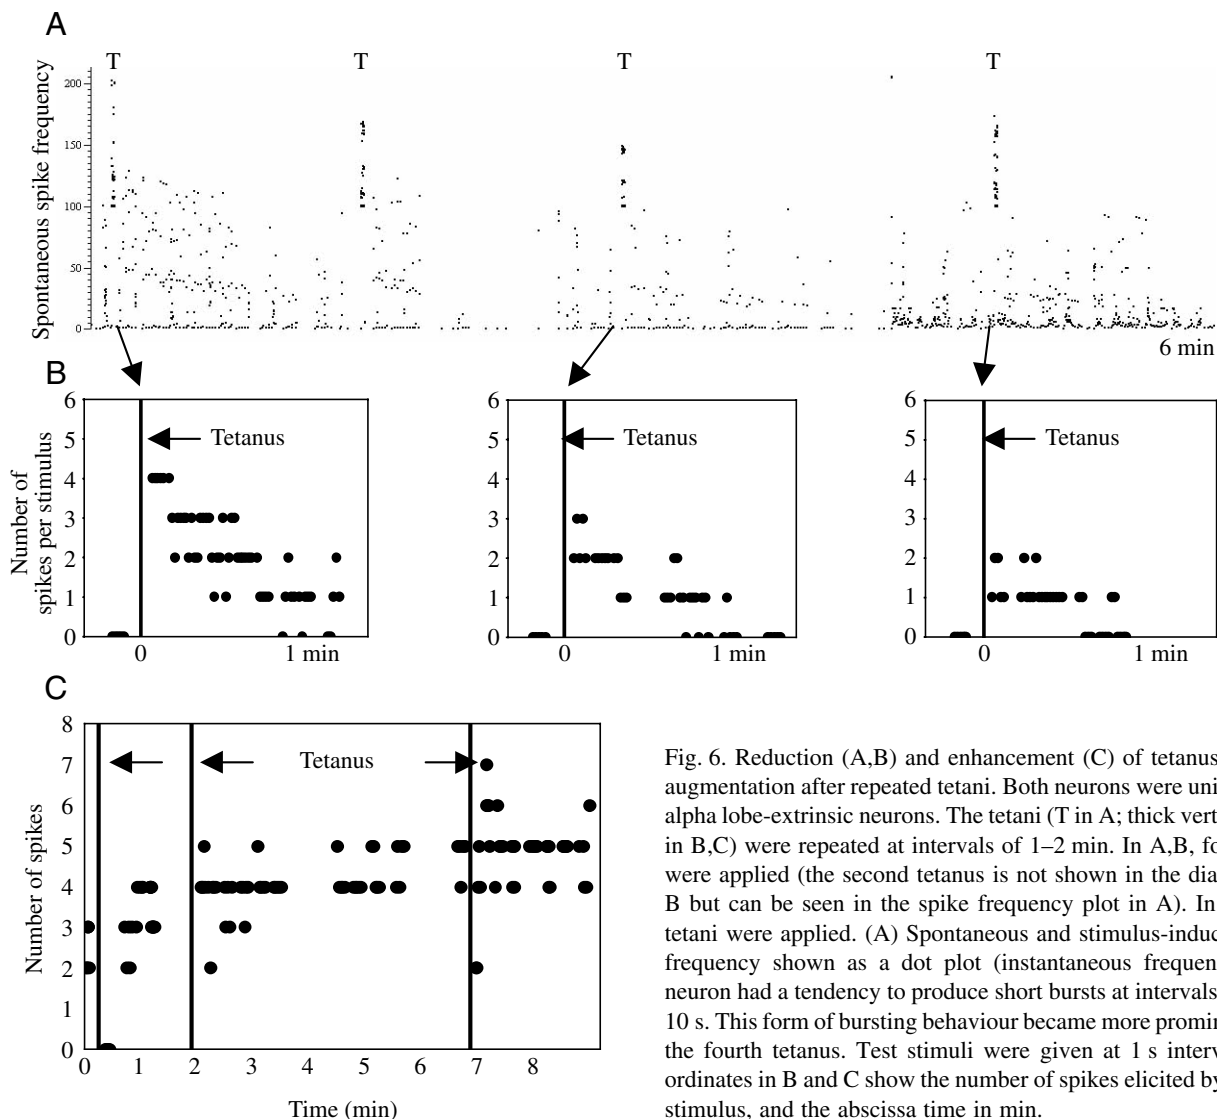 A
T T T T
Spontaneous spike frequency
200
150
100
50
0
6 min
B
Number of
spikes per stimulus
6
5
4
3
2
1
0
Tetanus
0 1 min
6
5
4
3
2
1
0
Tetanus
0 1 min
6
5
4
3
2
1
0
Tetanus
0 1 min
C
Number of spikes
8
7
6
5
4
3
2
1
0
Tetanus
0 1 2 3 4 5 6 7 8
Time (min)
Fig. 6. Reduction (A,B) and enhancement (C) of tetanus
augmentation after repeated tetani. Both neurons were uni
alpha lobe-extrinsic neurons. The tetani (T in A; thick vert
in B,C) were repeated at intervals of 1–2 min. In A,B, fo
were applied (the second tetanus is not shown in the dia
B but can be seen in the spike frequency plot in A). In
tetani were applied. (A) Spontaneous and stimulus-induc
frequency shown as a dot plot (instantaneous frequen
neuron had a tendency to produce short bursts at intervals
10 s. This form of bursting behaviour became more promin
the fourth tetanus. Test stimuli were given at 1 s interv
ordinates in B and C show the number of spikes elicited by
stimulus, and the abscissa time in min.